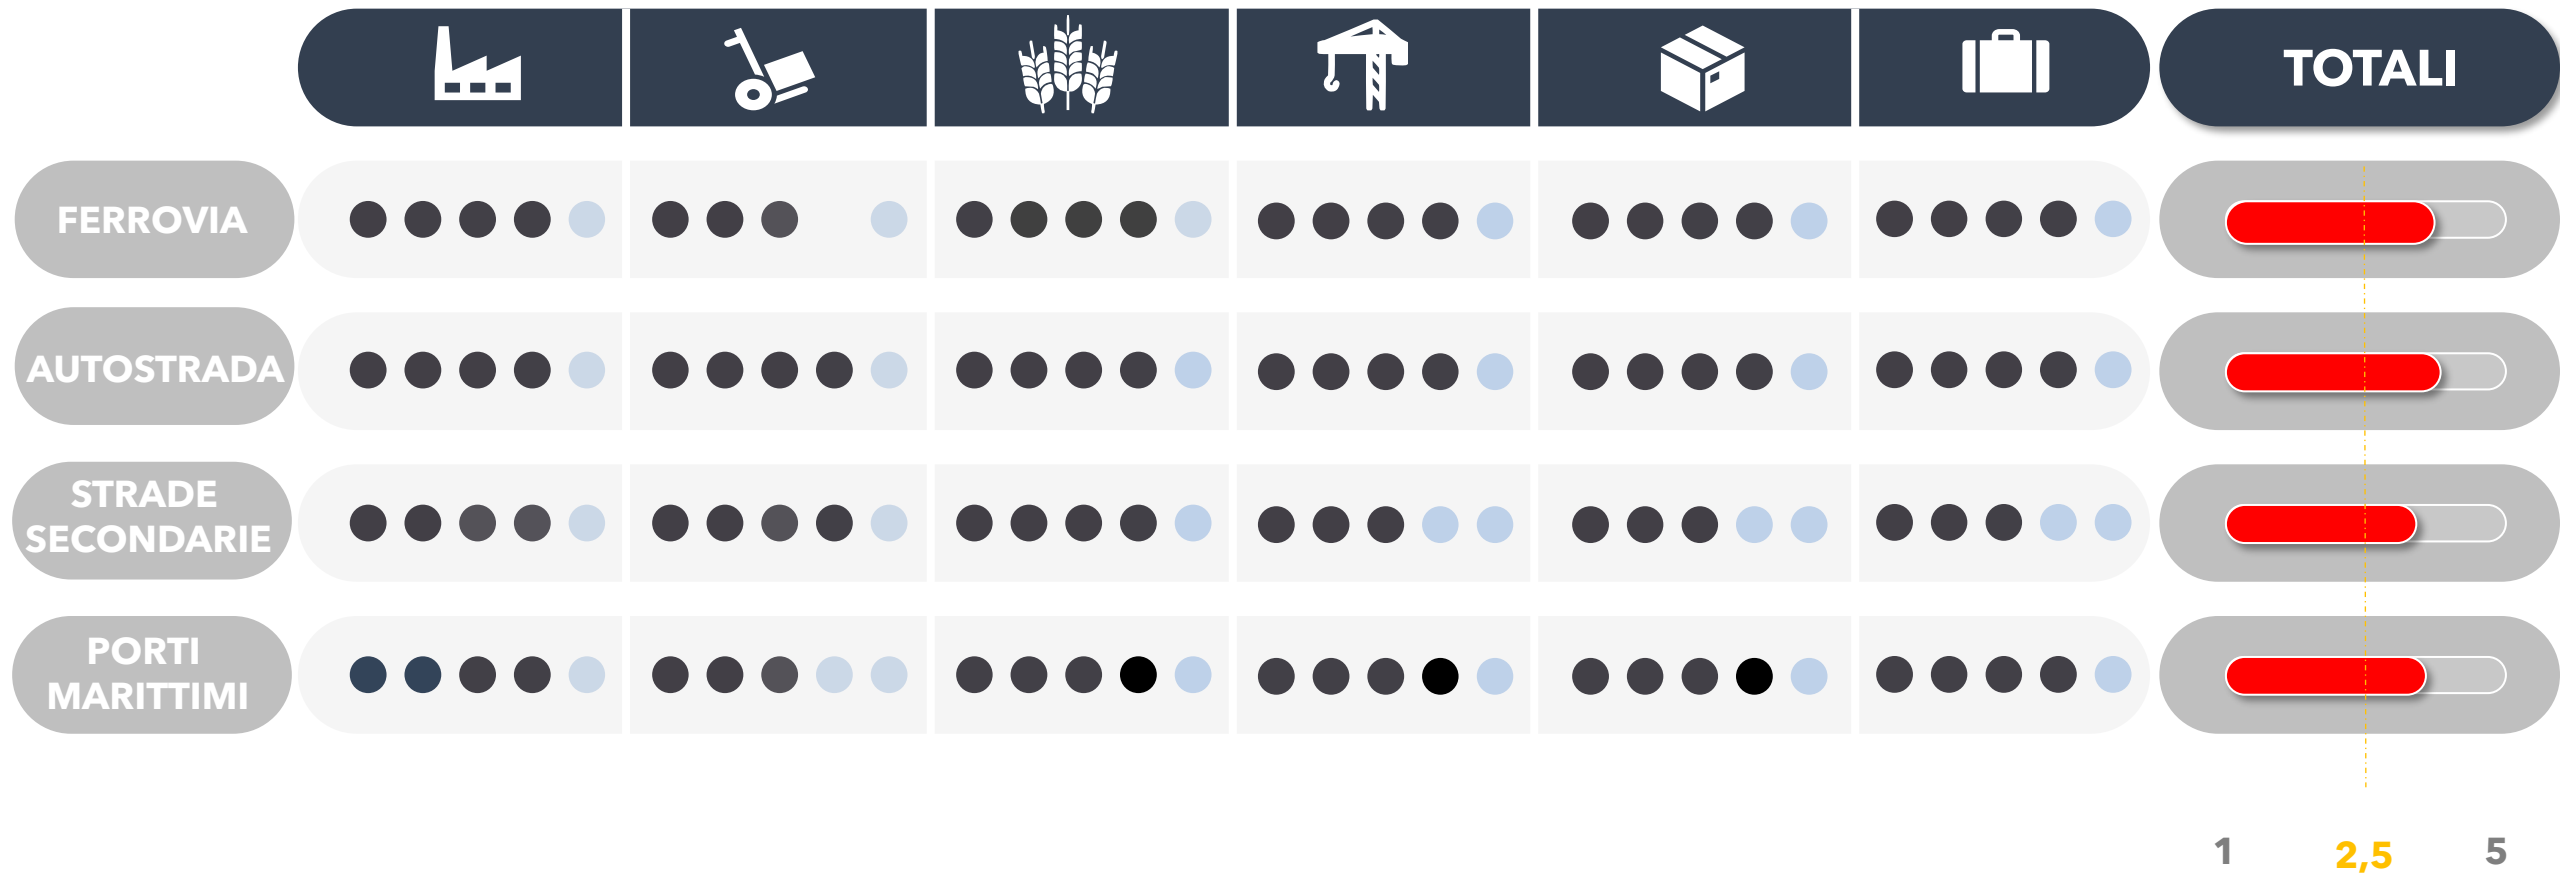 TOTALI
FERROVIA
AUTOSTRADA
STRADE
SECONDARIE
PORTI
MARITTIMI
1
2,5
5